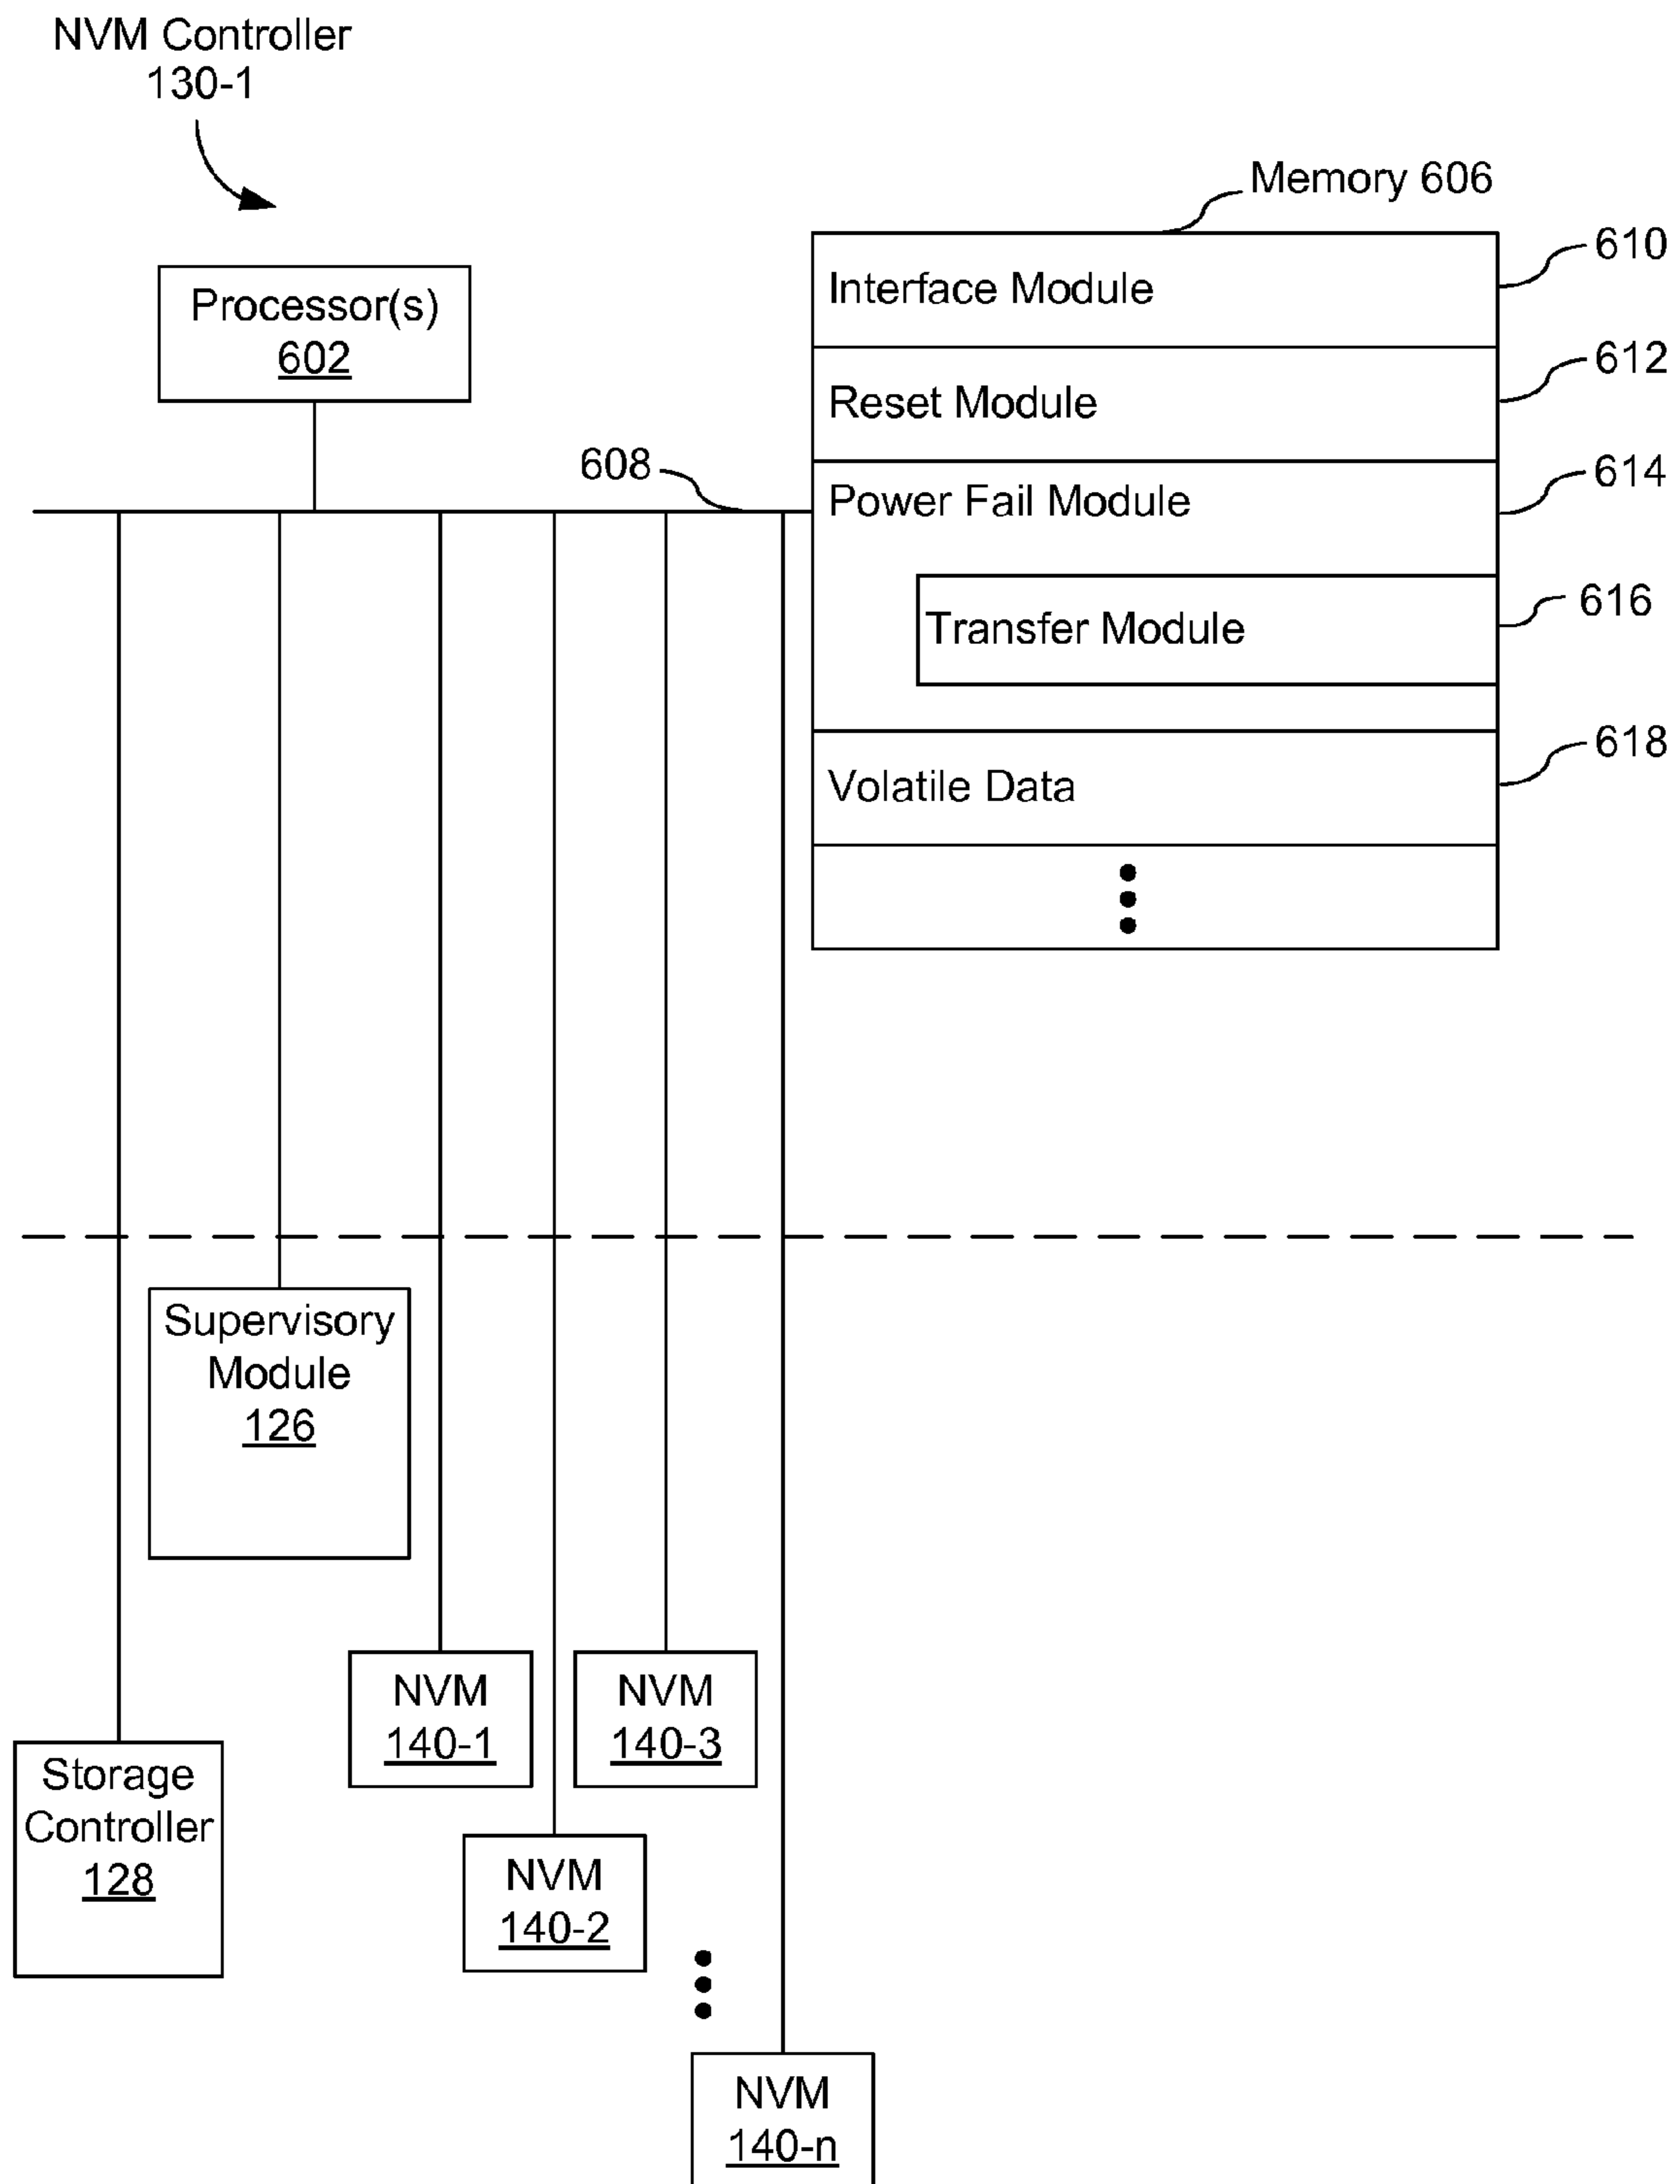 NVM Controller
130-1
Memory 606
610
Interface Module
Processor(s)
602
612
Reset Module
608
614
Power Fail Module
616
Transfer Module
618
Volatile Data
Supervisory
Module
126
NVM
140-1
NVM
140-3
Storage
Controller
128
NVM
140-2
NVM
140-n